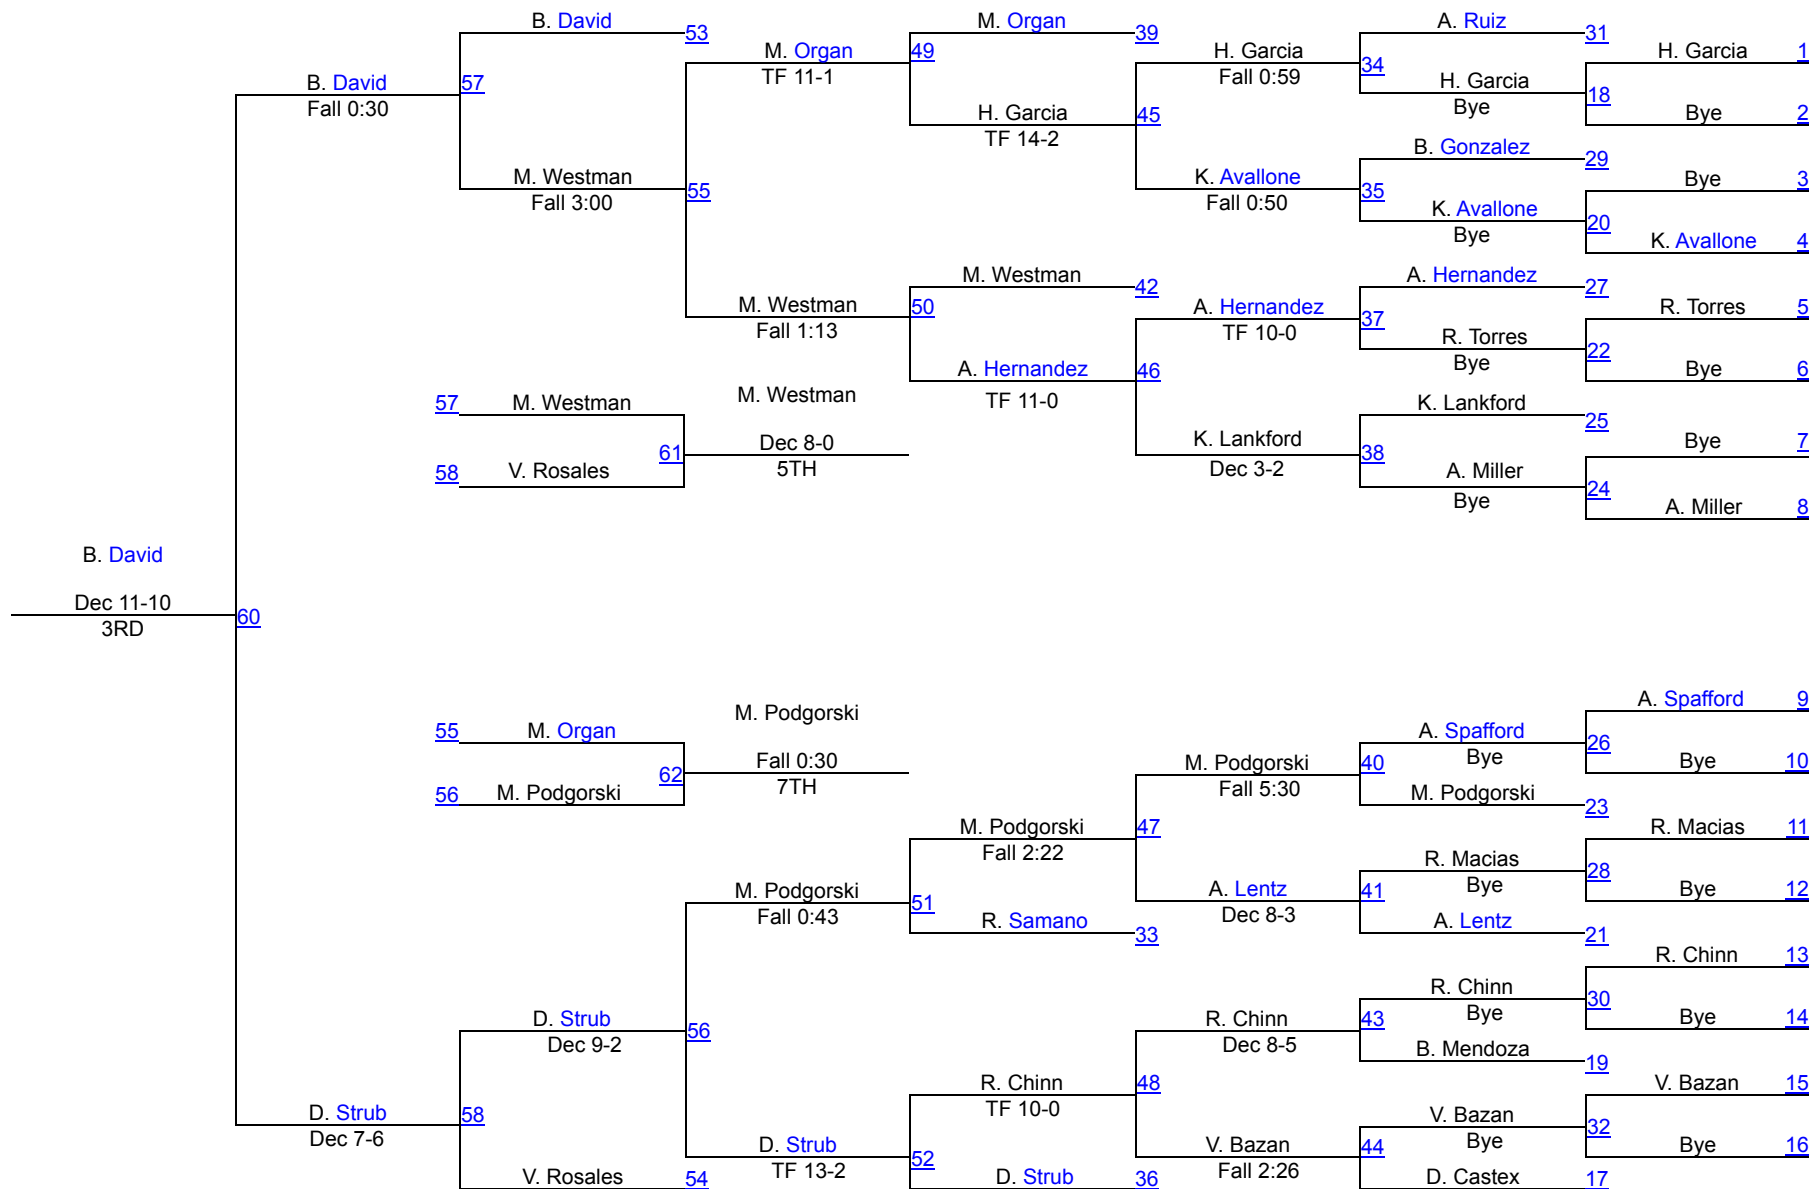 B. David
53
M. Organ
39
A. Ruiz
31
M. Organ
49
H. Garcia
34
H. Garcia
1
B. David
57
TF 11-1
Fall 0:59
H. Garcia
18
Fall 0:30
H. Garcia
45
Bye
Bye
2
TF 14-2
B. Gonzalez
29
M. Westman
55
K. Avallone
35
Bye
3
Fall 3:00
Fall 0:50
K. Avallone
20
Bye
K. Avallone
4
M. Westman
42
A. Hernandez
27
M. Westman
50
A. Hernandez
37
R. Torres
5
Fall 1:13
TF 10-0
R. Torres
22
A. Hernandez
46
Bye
Bye
6
57
M. Westman
M. Westman
TF 11-0
K. Lankford
25
61
Dec 8-0
K. Lankford
38
Bye
7
58
V. Rosales
5TH
Dec 3-2
A. Miller
24
Bye
A. Miller
8
B. David
Dec 11-10
60
3RD
A. Spafford
9
55
M. Organ
M. Podgorski
A. Spafford
26
62
Fall 0:30
M. Podgorski
40
Bye
Bye
10
56
M. Podgorski
7TH
Fall 5:30
M. Podgorski
23
M. Podgorski
47
R. Macias
11
Fall 2:22
R. Macias
28
M. Podgorski
51
A. Lentz
41
Bye
Bye
12
Fall 0:43
R. Samano
33
Dec 8-3
A. Lentz
21
R. Chinn
13
R. Chinn
30
D. Strub
56
R. Chinn
43
Bye
Bye
14
Dec 9-2
Dec 8-5
B. Mendoza
19
R. Chinn
48
V. Bazan
15
D. Strub
58
TF 10-0
V. Bazan
32
Dec 7-6
D. Strub
52
V. Bazan
44
Bye
Bye
16
V. Rosales
54
TF 13-2
D. Strub
36
Fall 2:26
D. Castex
17